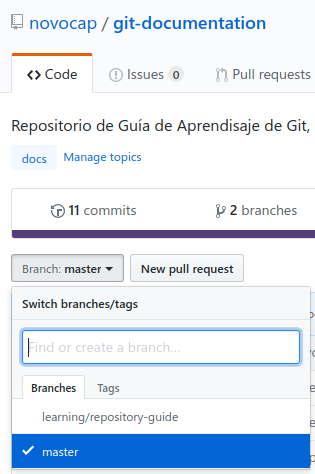 novocap / git-documentation
Code Issues 0 Pull requests
Repositorio de Guía de Aprendisaje de Git,
docs Manage topics
11 commits 2 branches
Branch: master New pull request
Switch branches/tags
Find or create a branch...
Branches Tags
learning/repository-guide
master